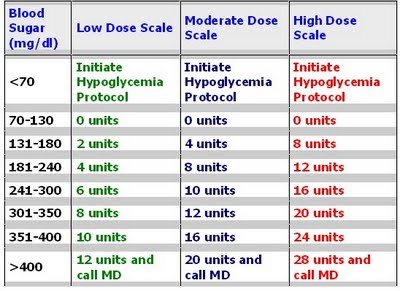 Blood Sugar (mg/dl) Low Dose Scale Moderate Dose Scale High Dose Scale
<70 Initiate Hypoglycemia Protocol Initiate Hypoglycemia Protocol Initiate Hypoglycemia Protocol
70-130 0 units 0 units 0 units
131-180 2 units 4 units 8 units
181-240 4 units 8 units 12 units
241-300 6 units 10 units 16 units
301-350 8 units 12 units 20 units
351-400 10 units 16 units 24 units
>400 12 units and call MD 20 units and call MD 28 units and call MD